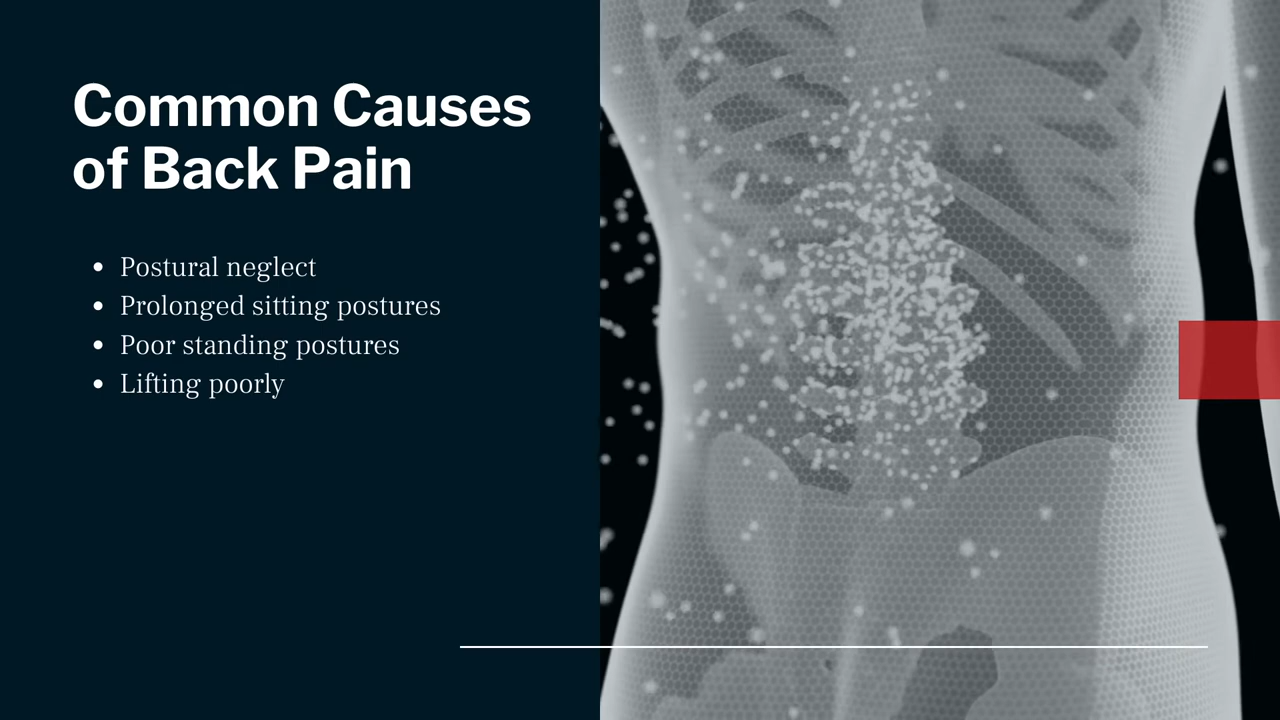 Common Causes
of Back Pain
• Postural neglect
• Prolonged sitting postures
• Poor standing postures
• Lifting poorly